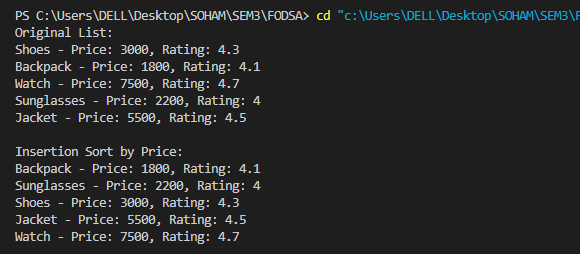 PS C:\Users\DELL\Desktop\SOHAM\SEM3\FODSA> cd "c:\Users\DELL\Desktop\SOHAM\SEM3\F
Original List:
Shoes - Price: 3000, Rating: 4.3
Backpack - Price: 1800, Rating: 4.1
Watch - Price: 7500, Rating: 4.7
Sunglasses - Price: 2200, Rating: 4
Jacket - Price: 5500, Rating: 4.5
Insertion Sort by Price:
Backpack - Price: 1800, Rating: 4.1
Sunglasses - Price: 2200, Rating: 4
Shoes - Price: 3000, Rating: 4.3
Jacket - Price: 5500, Rating: 4.5
Watch - Price: 7500, Rating: 4.7